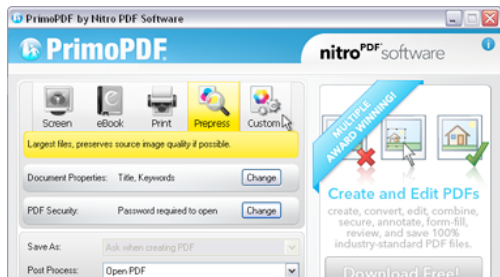 PrimoPDF by Nitro PDF Software
PrimoPDF
nitroPDF software
i
Screen eBook Print Prepress Custom
Largest files, preserves source image quality if possible.
Document Properties: Title, Keywords Change
PDF Security: Password required to open Change
Save As: Ask when creating PDF
Post Process: Open PDF
MULTIPLE
AWARD WINNING!
Create and Edit PDFs
create, convert, edit, combine,
secure, annotate, form-fill,
review, and save 100%
industry-standard PDF files.
Download Free!